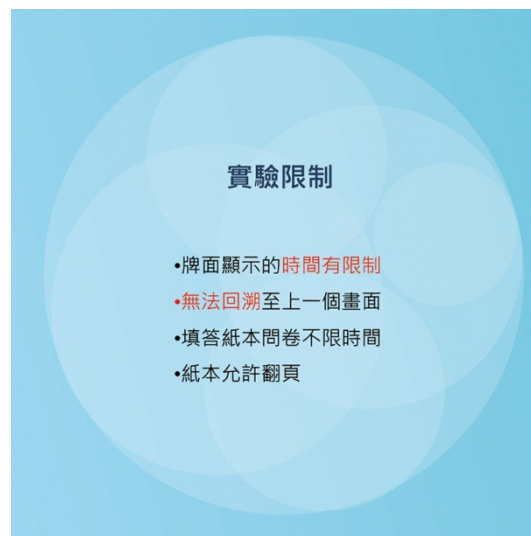 實驗限制
•牌面顯示的時間有限制
•無法回溯至上一個畫面
•填答紙本問卷不限時間
•紙本允許翻頁